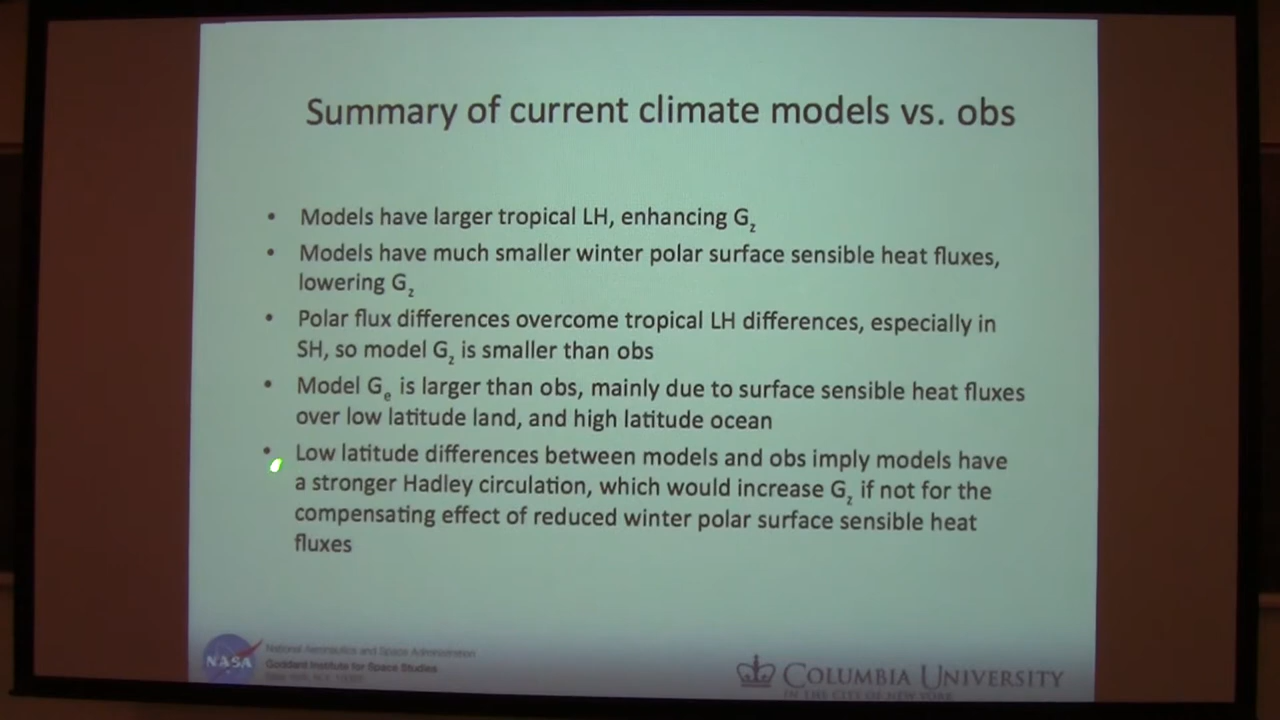 Summary of current climate models vs. obs
• Models have larger tropical LH, enhancing Gz
• Models have much smaller winter polar surface sensible heat fluxes,
lowering Gz
• Polar flux differences overcome tropical LH differences, especially in
SH, so model Gz is smaller than obs
• Model Ge is larger than obs, mainly due to surface sensible heat fluxes
over low latitude land, and high latitude ocean
• Low latitude differences between models and obs imply models have
a stronger Hadley circulation, which would increase Gz if not for the
compensating effect of reduced winter polar surface sensible heat
fluxes
NASA
National Aeronautics and Space Administration
Goddard Institute for Space Studies
COLUMBIA UNIVERSITY
IN THE CITY OF NEW YORK